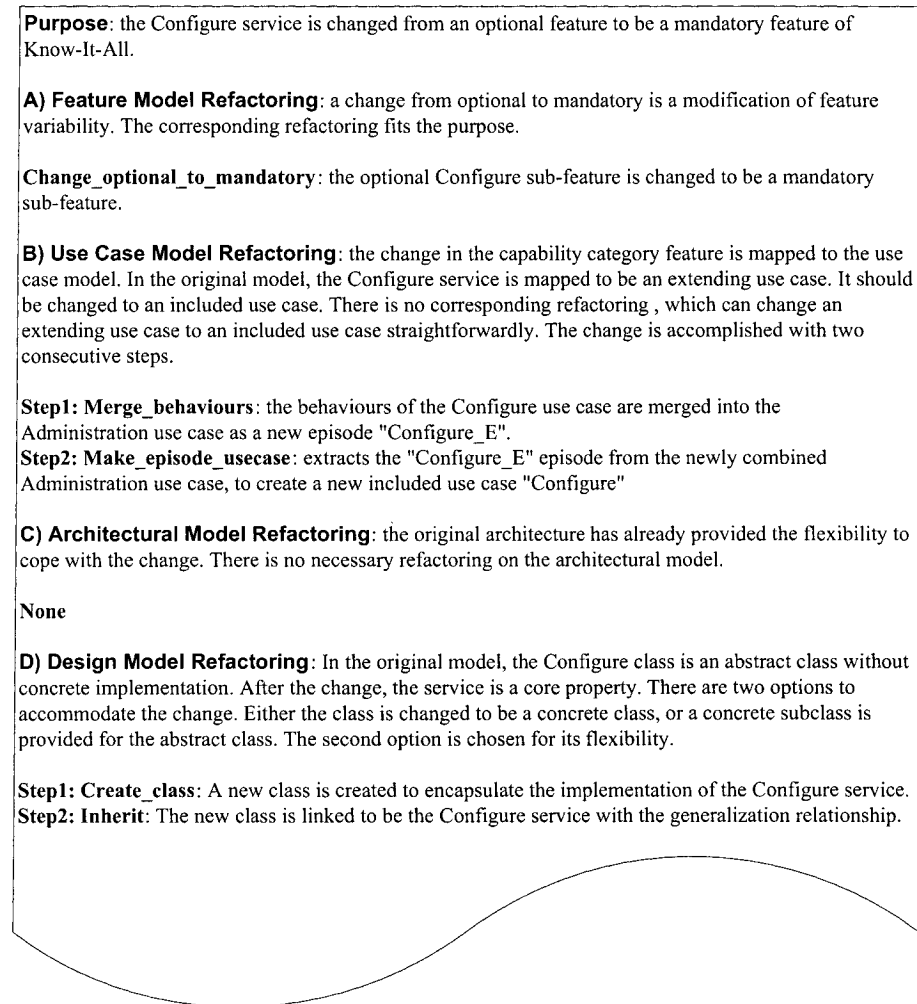 Purpose: the Configure service is changed from an optional feature to be a mandatory feature of
Know-It-All.
A) Feature Model Refactoring: a change from optional to mandatory is a modification of feature
variability. The corresponding refactoring fits the purpose.
Change_optional_to_mandatory: the optional Configure sub-feature is changed to be a mandatory
sub-feature.
B) Use Case Model Refactoring: the change in the capability category feature is mapped to the use
case model. In the original model, the Configure service is mapped to be an extending use case. It should
be changed to an included use case. There is no corresponding refactoring , which can change an
extending use case to an included use case straightforwardly. The change is accomplished with two
consecutive steps.
Step1: Merge_behaviours: the behaviours of the Configure use case are merged into the
Administration use case as a new episode "Configure_E".
Step2: Make_episode_usecase: extracts the "Configure_E" episode from the newly combined
Administration use case, to create a new included use case "Configure"
C) Architectural Model Refactoring: the original architecture has already provided the flexibility to
cope with the change. There is no necessary refactoring on the architectural model.
None
D) Design Model Refactoring: In the original model, the Configure class is an abstract class without
concrete implementation. After the change, the service is a core property. There are two options to
accommodate the change. Either the class is changed to be a concrete class, or a concrete subclass is
provided for the abstract class. The second option is chosen for its flexibility.
Step1: Create_class: A new class is created to encapsulate the implementation of the Configure service.
Step2: Inherit: The new class is linked to be the Configure service with the generalization relationship.